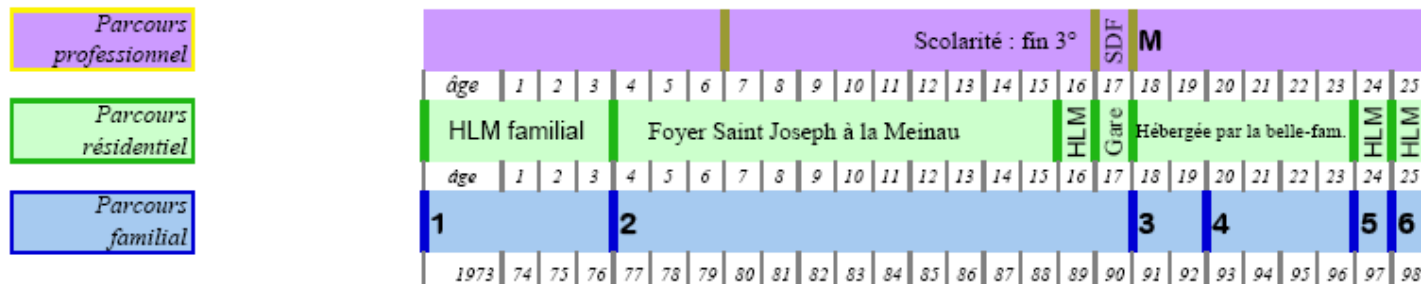 Parcours
professionnel
Scolarité : fin 3° SDF M
âge 1 2 3 4 5 6 7 8 9 10 11 12 13 14 15 16 17 18 19 20 21 22 23 24 25
Parcours
résidentiel
HLM familial Foyer Saint Joseph à la Meinau HLM Gare Hébergée par la belle-fam. HLM HLM
âge 1 2 3 4 5 6 7 8 9 10 11 12 13 14 15 16 17 18 19 20 21 22 23 24 25
Parcours
familial
1 2 3 4 5 6
1973 74 75 76 77 78 79 80 81 82 83 84 85 86 87 88 89 90 91 92 93 94 95 96 97 98